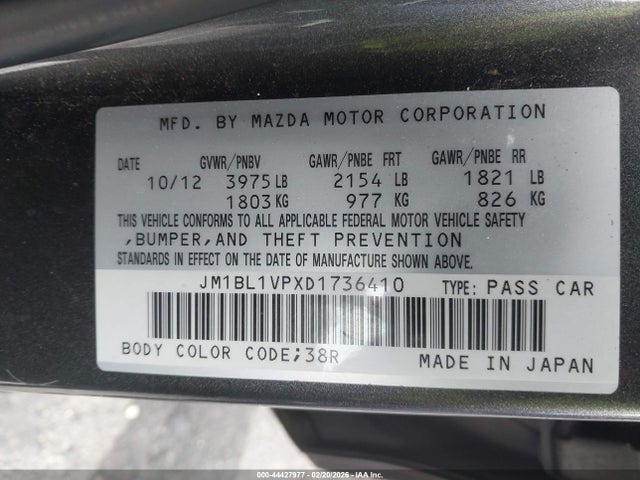 MFD. BY MAZDA MOTOR CORPORATION
DATE GVWR/PNBV GAWR/PNBE FRT GAWR/PNBE RR
10/12 3975 LB 2154 LB 1821 LB
1803 KG 977 KG 826 KG
THIS VEHICLE CONFORMS TO ALL APPLICABLE FEDERAL MOTOR VEHICLE SAFETY
,BUMPER,AND THEFT PREVENTION
STANDARDS IN EFFECT ON THE DATE OF MANUFACTURE SHOWN ABOVE.
JM1BL1VPXD1736410 TYPE: PASS CAR
BODY COLOR CODE;38R MADE IN JAPAN
000-44427977 - 02/20/2026 - IAA Inc.